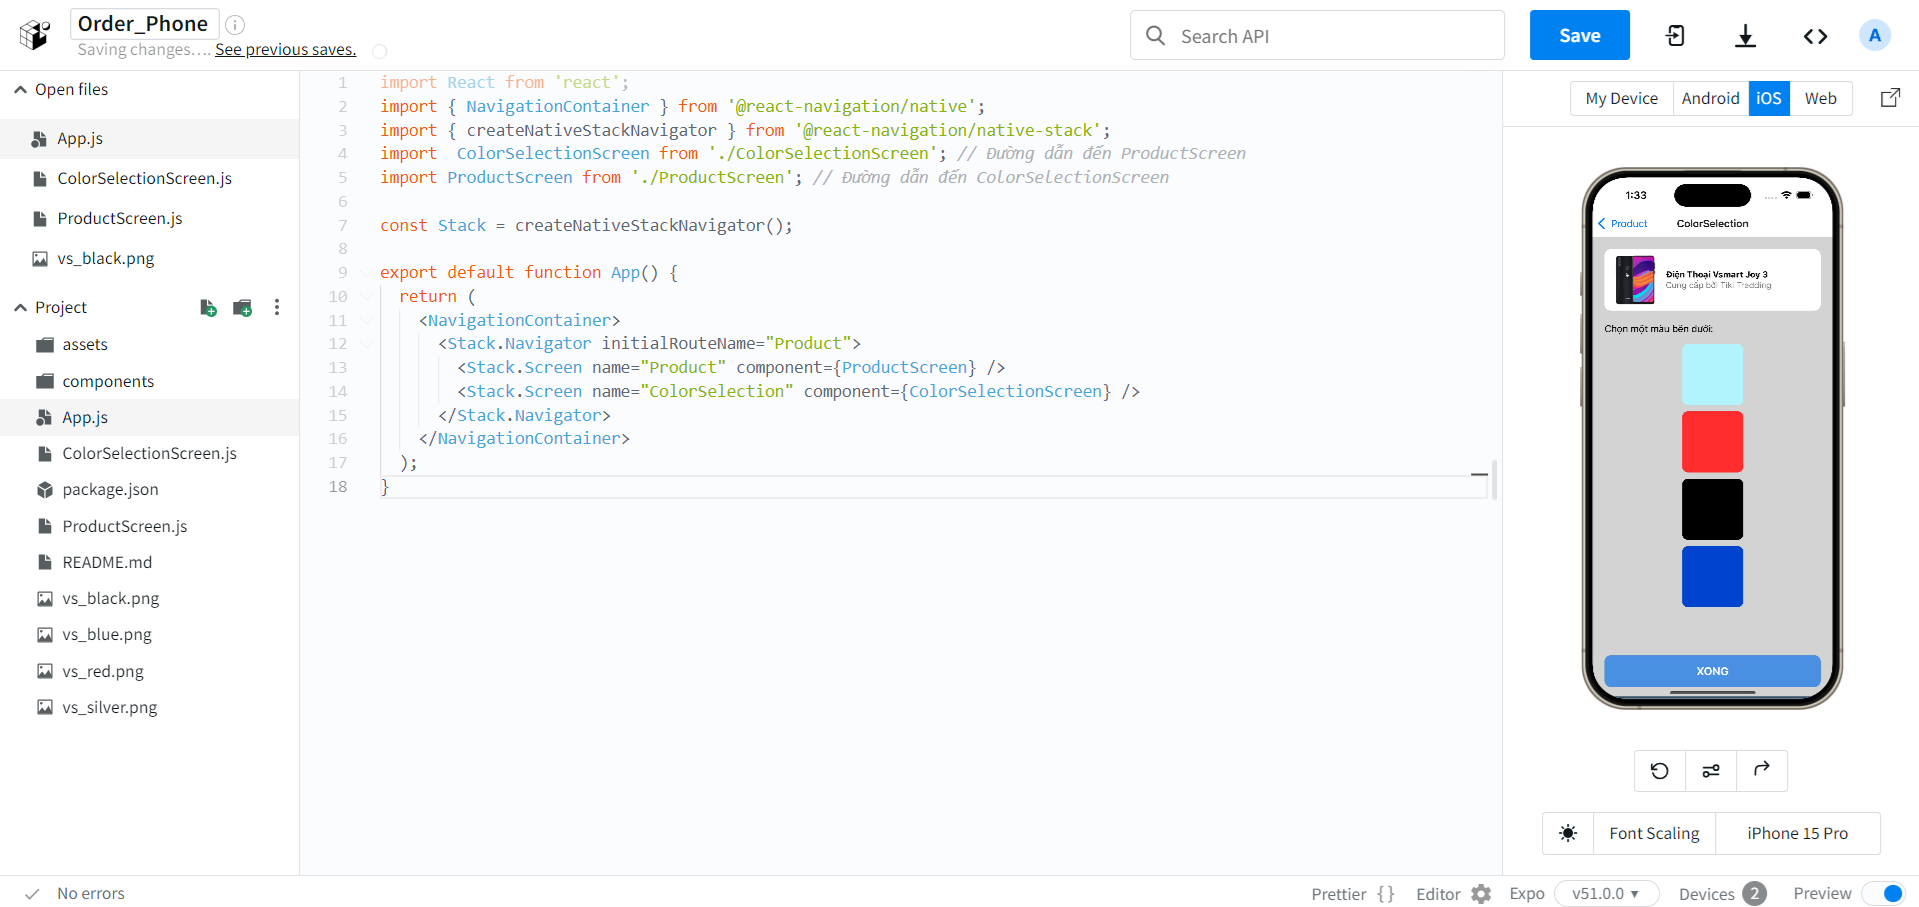 Order_Phone
Saving changes.... See previous saves.
Search API
Save
A
Open files
App.js
ColorSelectionScreen.js
ProductScreen.js
vs_black.png
Project
assets
components
App.js
ColorSelectionScreen.js
package.json
ProductScreen.js
README.md
vs_black.png
vs_blue.png
vs_red.png
vs_silver.png
1 import React from 'react';
2 import { NavigationContainer } from '@react-navigation/native';
3 import { createNativeStackNavigator } from '@react-navigation/native-stack';
4 import  ColorSelectionScreen from './ColorSelectionScreen'; // Đường dẫn đến ProductScreen
5 import ProductScreen from './ProductScreen'; // Đường dẫn đến ColorSelectionScreen
6
7 const Stack = createNativeStackNavigator();
8
9 export default function App() {
10 return (
11 <NavigationContainer>
12 <Stack.Navigator initialRouteName="Product">
13 <Stack.Screen name="Product" component={ProductScreen} />
14 <Stack.Screen name="ColorSelection" component={ColorSelectionScreen} />
15 </Stack.Navigator>
16 </NavigationContainer>
17 );
18 }
My Device Android iOS Web
1:33
Product ColorSelection
Điện Thoại Vsmart Joy 3
Cung cấp bởi Tiki Tradding
Chọn một màu bên dưới:
XONG
Font Scaling iPhone 15 Pro
No errors
Prettier {} Editor Expo v51.0.0 Devices 2 Preview